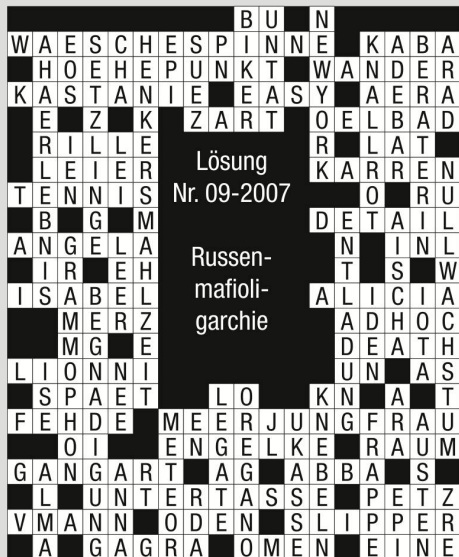 BU N
WAESCHESPINNE KABA
HOEHEPUNKT WANDER
KASTANIE EASY AERA
E Z K ZART OELBAD
RILLE R LAT
LEIER KARREN
TENNIS O RU
B G M DETAIL
ANGELA N INL
IR EH T S W
ISABEL ALICIA
MERZ ADHOC
MG E DEATH
LIONNI UN AS
SPAET LO KN A T
FEHDE MEERJUNGFRAU
OI ENGELKE RAUM
GANGART AG ABBA S
L UNTERTASSE PETZ
VMANN ODEN SLIPPER
A GAGRA OMEN EINE
Lösung
Nr. 09-2007
Russen-
mafioli-
garchie